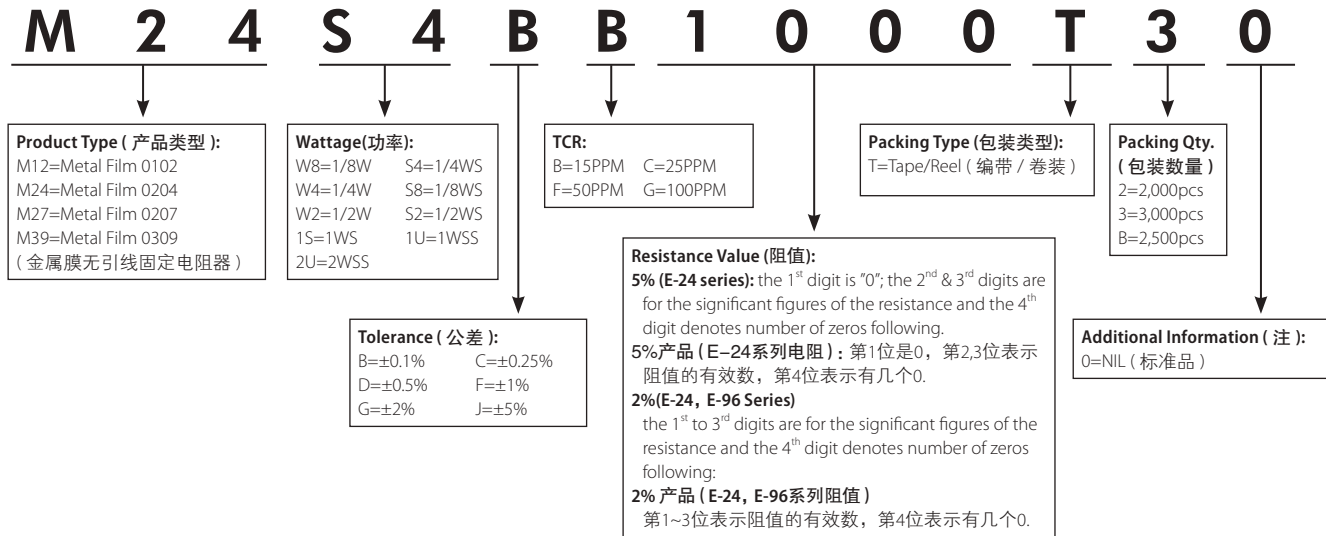 M 2 4 S 4 B B 1 0 0 0 T 3 0
Product Type ( 产品类型 ):
M12=Metal Film 0102
M24=Metal Film 0204
M27=Metal Film 0207
M39=Metal Film 0309
( 金属膜无引线固定电阻器 )
Wattage(功率):
W8=1/8W S4=1/4WS
W4=1/4W S8=1/8WS
W2=1/2W S2=1/2WS
1S=1WS 1U=1WSS
2U=2WSS
Tolerance ( 公差 ):
B=±0.1% C=±0.25%
D=±0.5% F=±1%
G=±2% J=±5%
TCR:
B=15PPM C=25PPM
F=50PPM G=100PPM
Resistance Value (阻值):
5% (E-24 series): the 1st digit is "0"; the 2nd & 3rd digits are
for the significant figures of the resistance and the 4th
digit denotes number of zeros following.
5%产品 ( E–24系列电阻 ) : 第1位是0，第2,3位表示
阻值的有效数，第4位表示有几个0.
2%(E-24, E-96 Series)
the 1st to 3rd digits are for the significant figures of the
resistance and the 4th digit denotes number of zeros
following:
2% 产品 ( E-24, E-96系列阻值 )
第1~3位表示阻值的有效数，第4位表示有几个0.
Packing Type (包装类型):
T=Tape/Reel ( 编带 / 卷装 )
Packing Qty.
( 包装数量 )
2=2,000pcs
3=3,000pcs
B=2,500pcs
Additional Information ( 注 ):
0=NIL ( 标准品 )